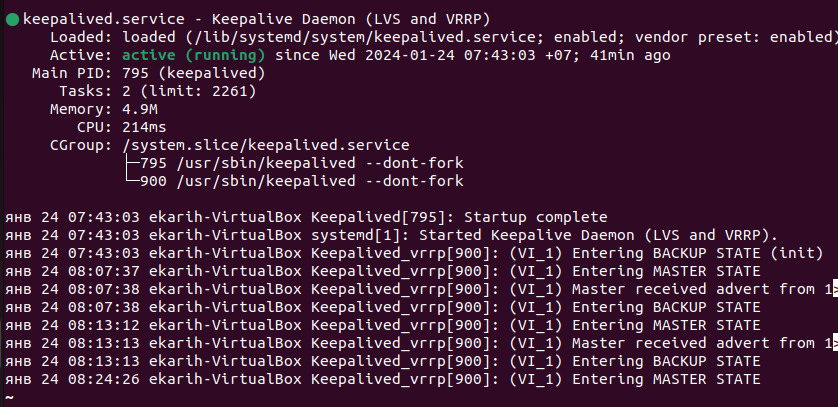 ● keepalived.service - Keepalive Daemon (LVS and VRRP)
Loaded: loaded (/lib/systemd/system/keepalived.service; enabled; vendor preset: enabled)
Active: active (running) since Wed 2024-01-24 07:43:03 +07; 41min ago
Main PID: 795 (keepalived)
Tasks: 2 (limit: 2261)
Memory: 4.9M
CPU: 214ms
CGroup: /system.slice/keepalived.service
├─795 /usr/sbin/keepalived --dont-fork
└─900 /usr/sbin/keepalived --dont-fork
янв 24 07:43:03 ekarih-VirtualBox Keepalived[795]: Startup complete
янв 24 07:43:03 ekarih-VirtualBox systemd[1]: Started Keepalive Daemon (LVS and VRRP).
янв 24 07:43:03 ekarih-VirtualBox Keepalived_vrrp[900]: (VI_1) Entering BACKUP STATE (init)
янв 24 08:07:37 ekarih-VirtualBox Keepalived_vrrp[900]: (VI_1) Entering MASTER STATE
янв 24 08:07:38 ekarih-VirtualBox Keepalived_vrrp[900]: (VI_1) Master received advert from 1>
янв 24 08:07:38 ekarih-VirtualBox Keepalived_vrrp[900]: (VI_1) Entering BACKUP STATE
янв 24 08:13:12 ekarih-VirtualBox Keepalived_vrrp[900]: (VI_1) Entering MASTER STATE
янв 24 08:13:13 ekarih-VirtualBox Keepalived_vrrp[900]: (VI_1) Master received advert from 1>
янв 24 08:13:13 ekarih-VirtualBox Keepalived_vrrp[900]: (VI_1) Entering BACKUP STATE
янв 24 08:24:26 ekarih-VirtualBox Keepalived_vrrp[900]: (VI_1) Entering MASTER STATE
~